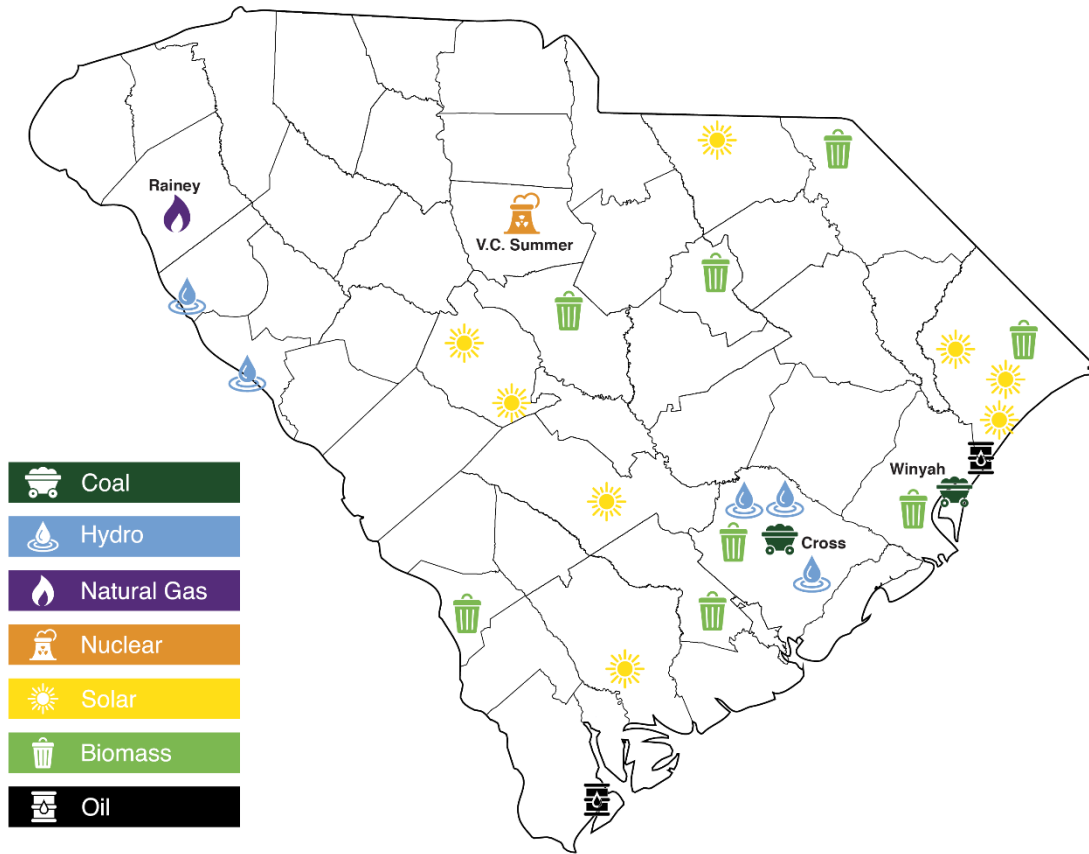 Rainey
V.C. Summer
Winyah
Cross
Coal
Hydro
Natural Gas
Nuclear
Solar
Biomass
Oil